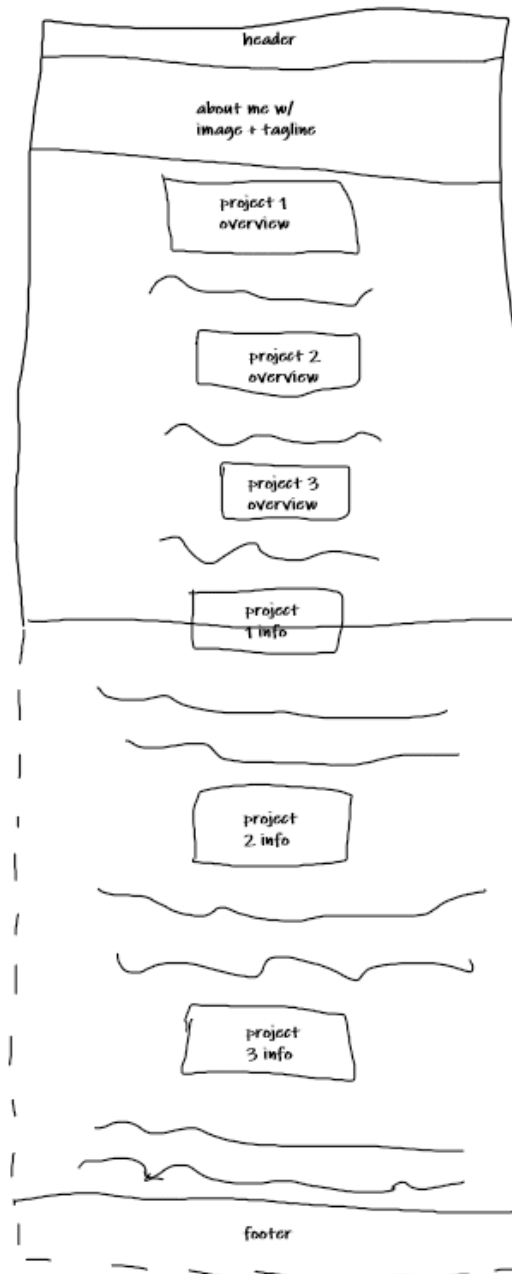 header
about me w/
image + tagline
project 1
overview
project 2
overview
project 3
overview
project
1 info
project
2 info
project
3 info
footer